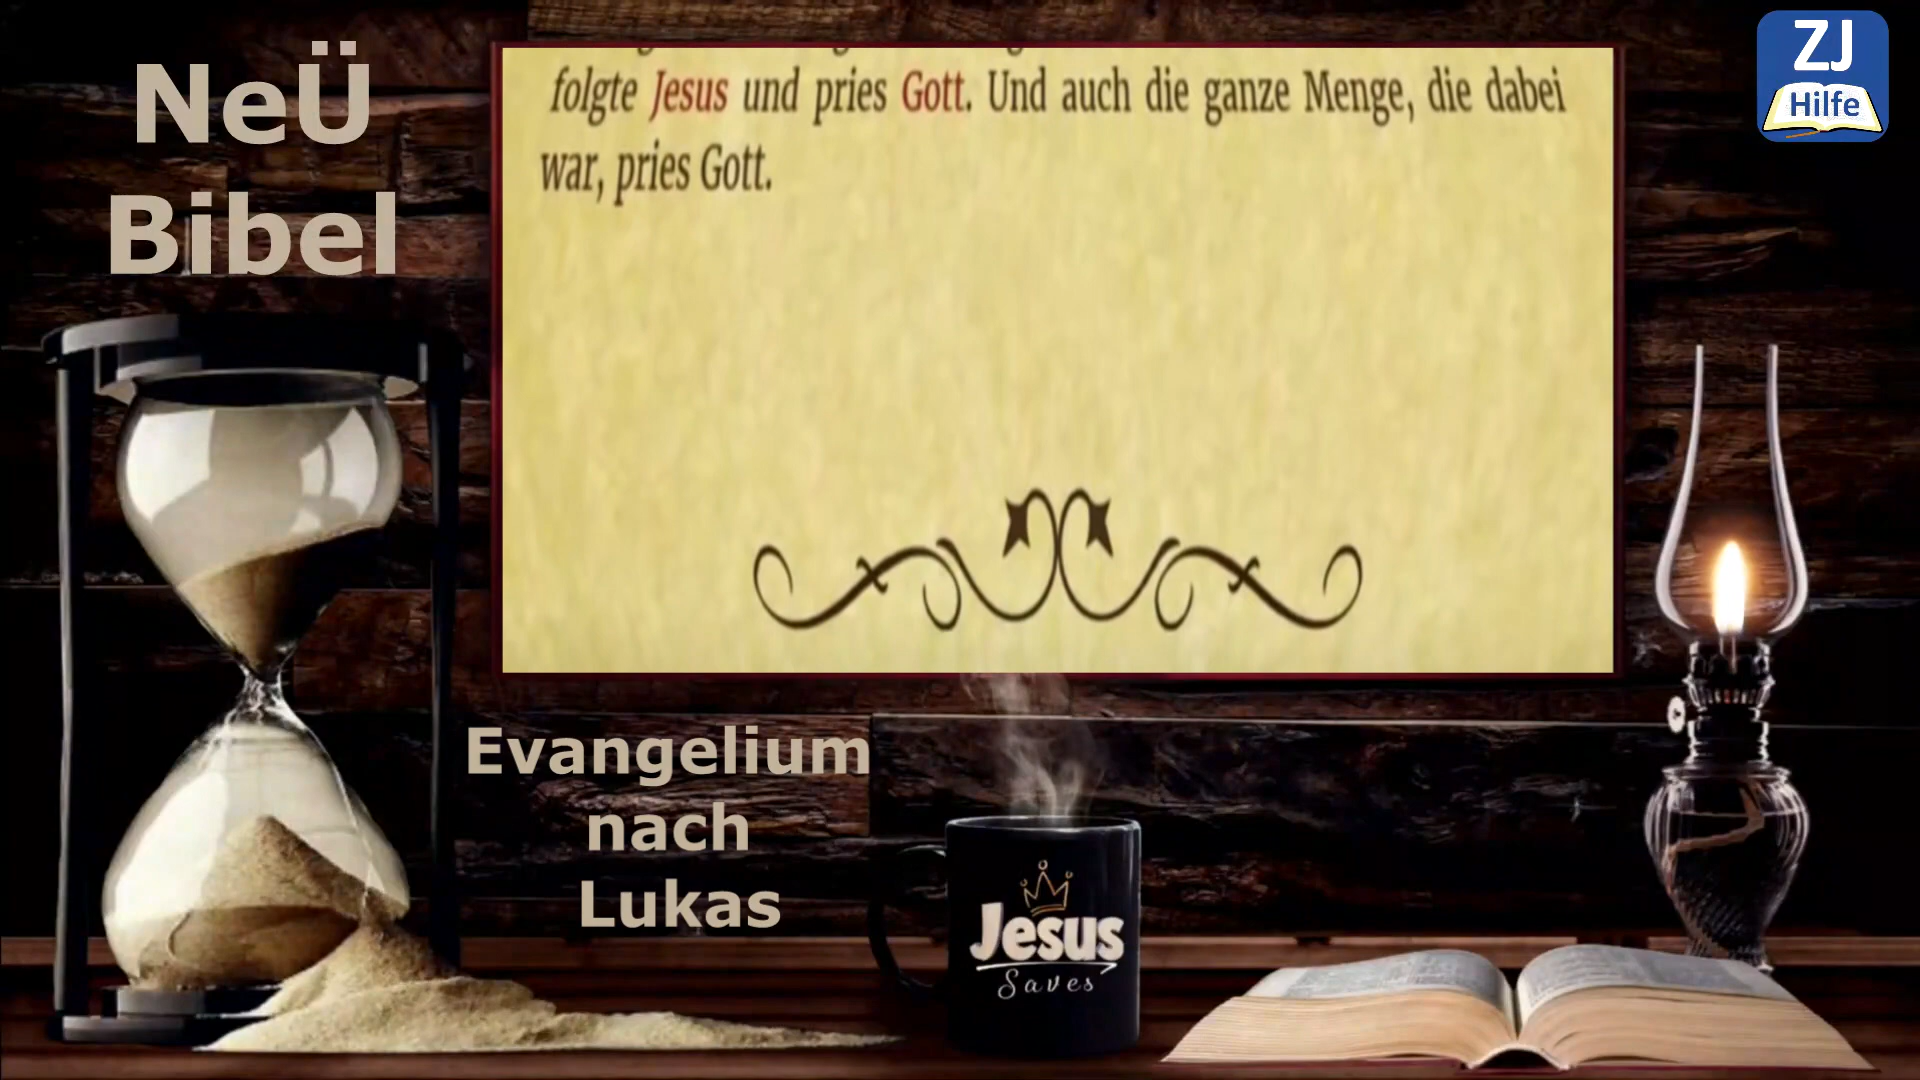 NeÜ
Bibel
folgte Jesus und pries Gott. Und auch die ganze Menge, die dabei
war, pries Gott.
ZJ
Hilfe
Evangelium
nach
Lukas
Jesus
Saves